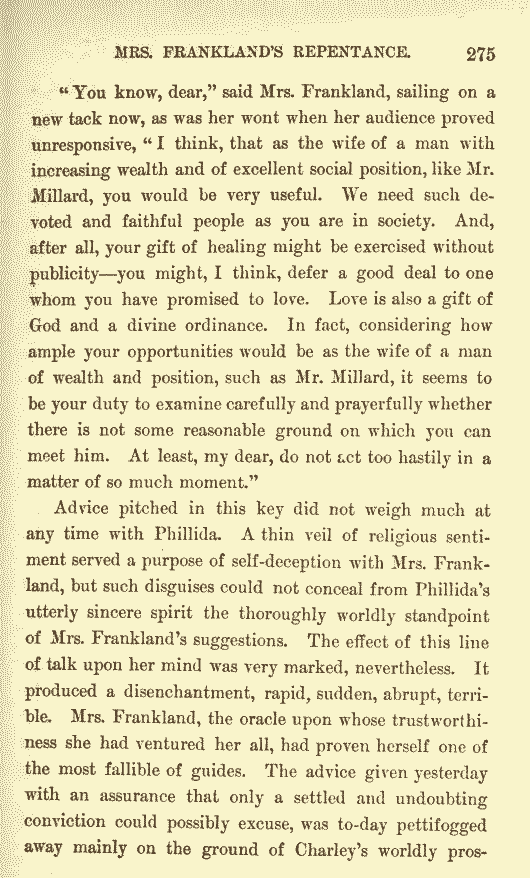 MRS. FRANKLAND'S REPENTANCE. 275
“You know, dear,” said Mrs. Frankland, sailing on a
new tack now, as was her wont when her audience proved
unresponsive, “I think, that as the wife of a man with
increasing wealth and of excellent social position, like Mr.
Millard, you would be very useful. We need such de-
voted and faithful people as you are in society. And,
after all, your gift of healing might be exercised without
publicity—you might, I think, defer a good deal to one
whom you have promised to love. Love is also a gift of
God and a divine ordinance. In fact, considering how
ample your opportunities would be as the wife of a man
of wealth and position, such as Mr. Millard, it seems to
be your duty to examine carefully and prayerfully whether
there is not some reasonable ground on which you can
meet him. At least, my dear, do not act too hastily in a
matter of so much moment.”
Advice pitched in this key did not weigh much at
any time with Phillida. A thin veil of religious senti-
ment served a purpose of self-deception with Mrs. Frank-
land, but such disguises could not conceal from Phillida's
utterly sincere spirit the thoroughly worldly standpoint
of Mrs. Frankland's suggestions. The effect of this line
of talk upon her mind was very marked, nevertheless. It
produced a disenchantment, rapid, sudden, abrupt, terri-
ble. Mrs. Frankland, the oracle upon whose trustworthi-
ness she had ventured her all, had proven herself one of
the most fallible of guides. The advice given yesterday
with an assurance that only a settled and undoubting
conviction could possibly excuse, was to-day pettifogged
away mainly on the ground of Charley's worldly pros-